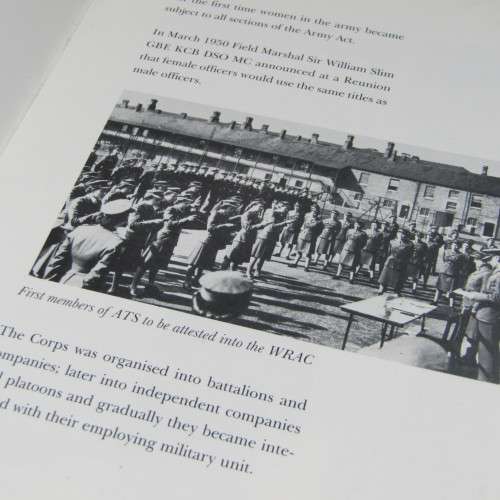 the first time women in the army became
subject to all sections of the Army Act.
In March 1950 Field Marshal Sir William Slim
GBE KCB DSO MC announced at a Reunion
that female officers would use the same titles as
male officers.
First members of ATS to be attested into the WRAC
The Corps was organised into battalions and
ompanies; later into independent companies
platoons and gradually they became inte-
d with their employing military unit.